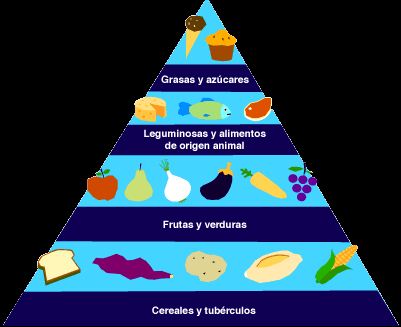 Grasas y azúcares
Leguminosas y alimentos
de origen animal
Frutas y verduras
Cereales y tubérculos